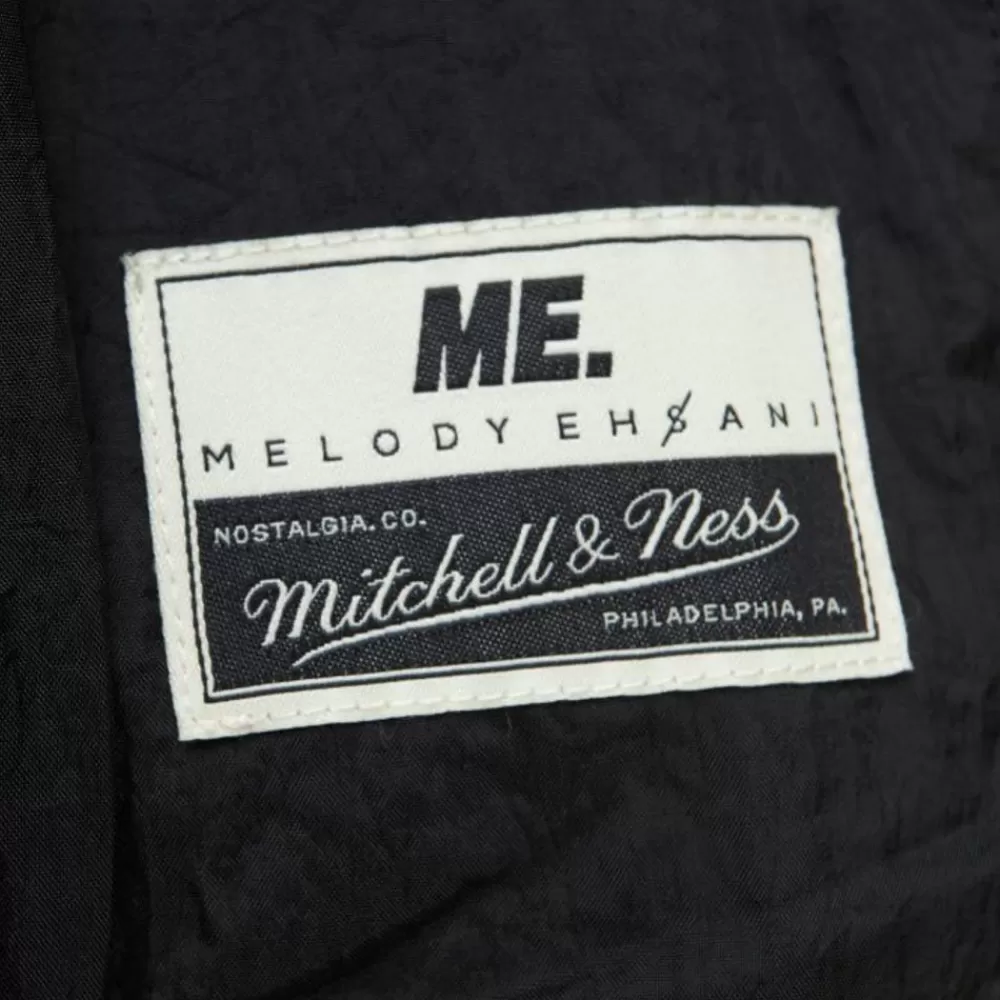 ME.
MELODY EHSANI
NOSTALGIA. CO.
Mitchell & Ness
PHILADELPHIA, PA.